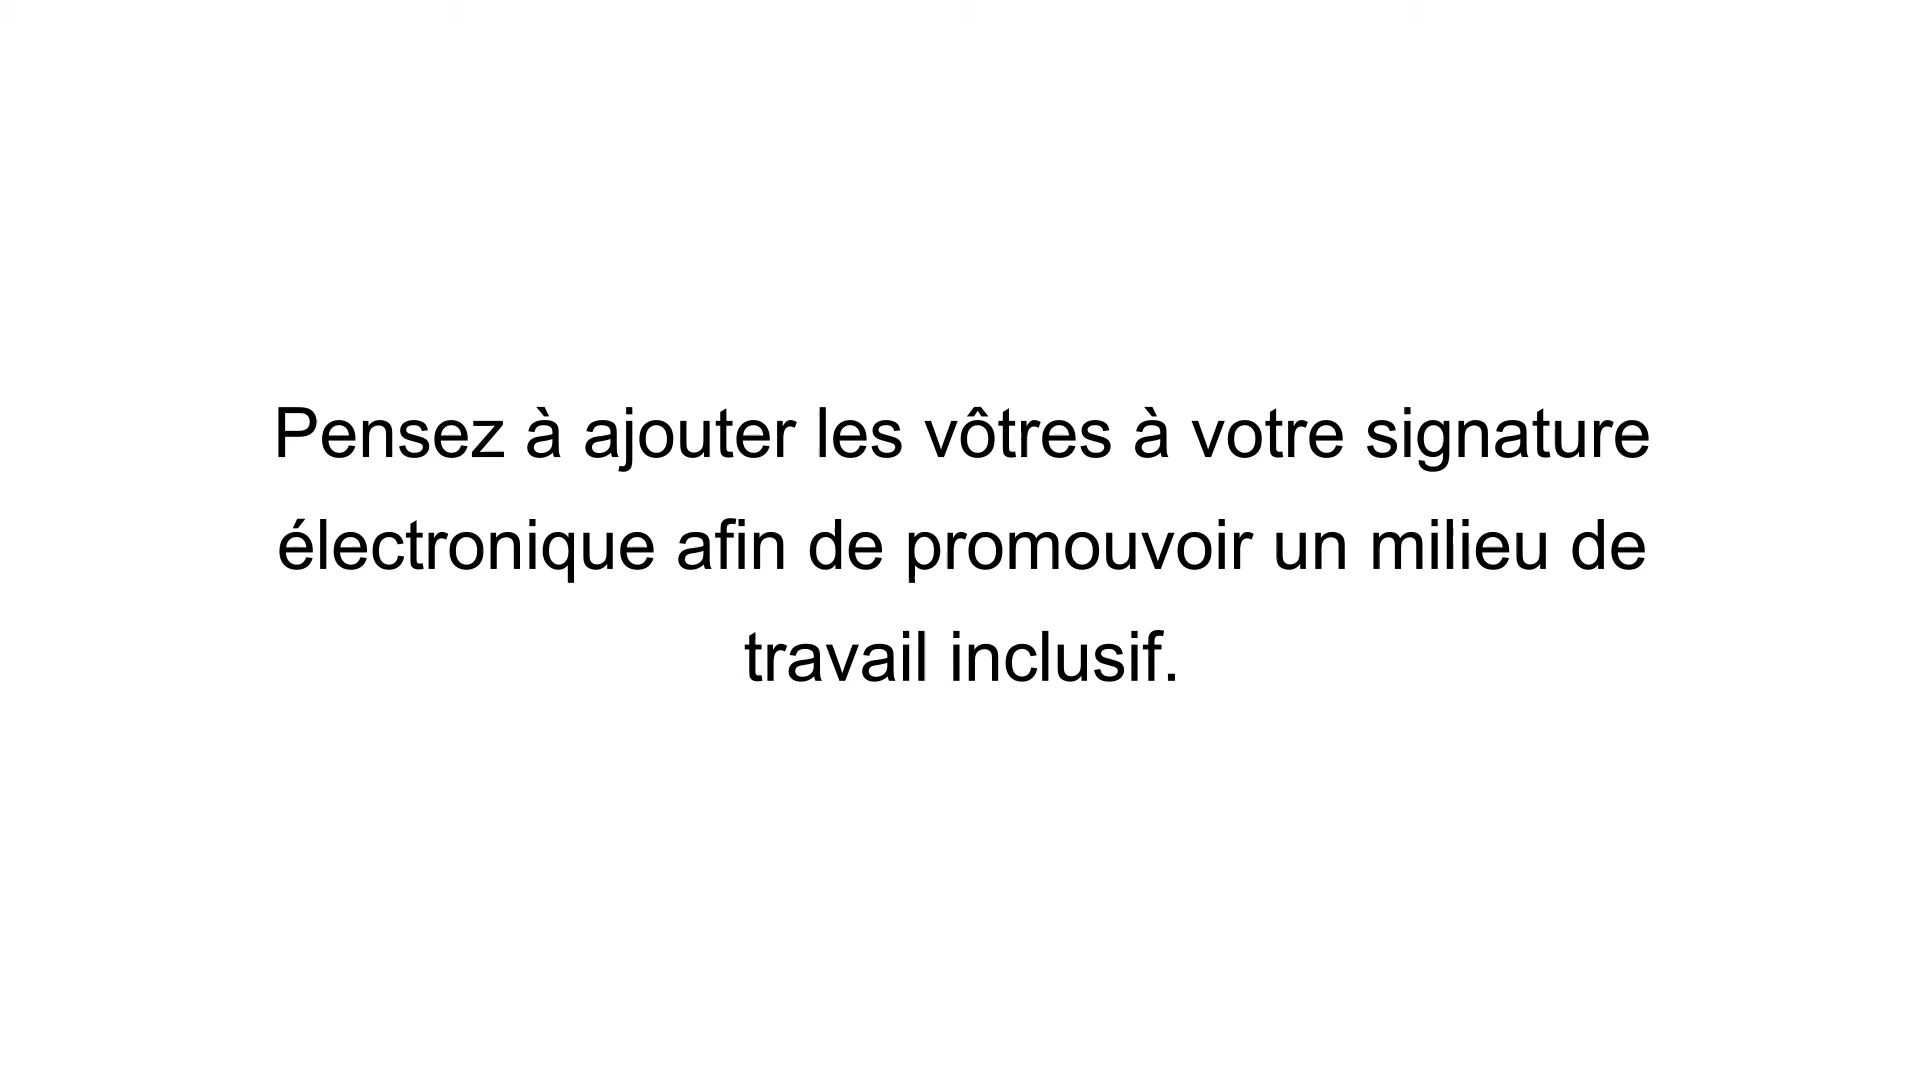 Pensez à ajouter les vôtres à votre signature
électronique afin de promouvoir un milieu de
travail inclusif.